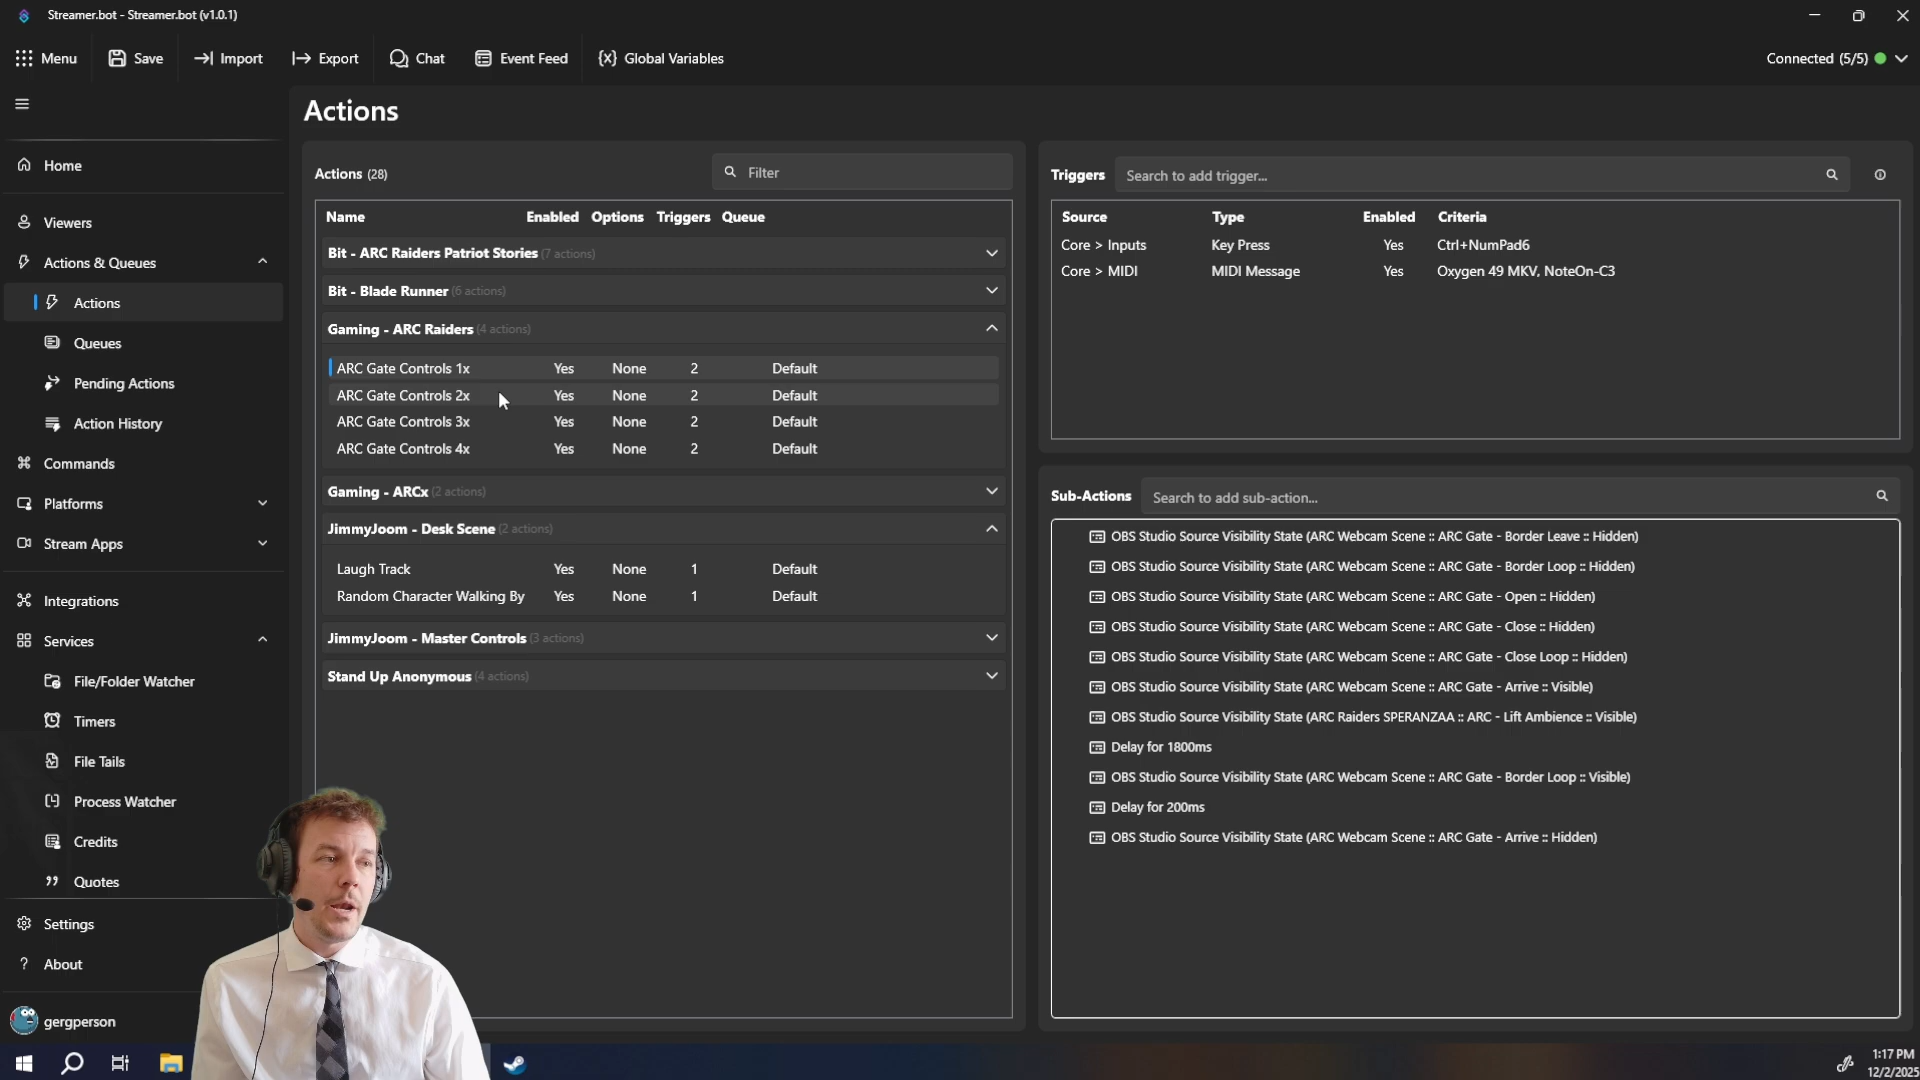 Streamer.bot - Streamer.bot (v1.0.1)
Menu
Save
Import
Export
Chat
Event Feed
{x} Global Variables
Connected (5/5)
Home
Viewers
Actions & Queues
Actions
Queues
Pending Actions
Action History
Commands
Platforms
Stream Apps
Integrations
Services
File/Folder Watcher
Timers
File Tails
Process Watcher
Credits
Quotes
Settings
? About
gergperson
Actions
Actions (28)
Filter
Name Enabled Options Triggers Queue
Bit - ARC Raiders Patriot Stories (7 actions)
Bit - Blade Runner (6 actions)
Gaming - ARC Raiders (4 actions)
ARC Gate Controls 1x Yes None 2 Default
ARC Gate Controls 2x Yes None 2 Default
ARC Gate Controls 3x Yes None 2 Default
ARC Gate Controls 4x Yes None 2 Default
Gaming - ARCx (2 actions)
JimmyJoom - Desk Scene (2 actions)
Laugh Track Yes None 1 Default
Random Character Walking By Yes None 1 Default
JimmyJoom - Master Controls (3 actions)
Stand Up Anonymous (4 actions)
Triggers
Search to add trigger...
Source Type Enabled Criteria
Core > Inputs Key Press Yes Ctrl+NumPad6
Core > MIDI MIDI Message Yes Oxygen 49 MKV, NoteOn-C3
Sub-Actions
Search to add sub-action...
OBS Studio Source Visibility State (ARC Webcam Scene :: ARC Gate - Border Leave :: Hidden)
OBS Studio Source Visibility State (ARC Webcam Scene :: ARC Gate - Border Loop :: Hidden)
OBS Studio Source Visibility State (ARC Webcam Scene :: ARC Gate - Open :: Hidden)
OBS Studio Source Visibility State (ARC Webcam Scene :: ARC Gate - Close :: Hidden)
OBS Studio Source Visibility State (ARC Webcam Scene :: ARC Gate - Close Loop :: Hidden)
OBS Studio Source Visibility State (ARC Webcam Scene :: ARC Gate - Arrive :: Visible)
OBS Studio Source Visibility State (ARC Raiders SPERANZAA :: ARC - Lift Ambience :: Visible)
Delay for 1800ms
OBS Studio Source Visibility State (ARC Webcam Scene :: ARC Gate - Border Loop :: Visible)
Delay for 200ms
OBS Studio Source Visibility State (ARC Webcam Scene :: ARC Gate - Arrive :: Hidden)
1:17 PM
12/2/2025